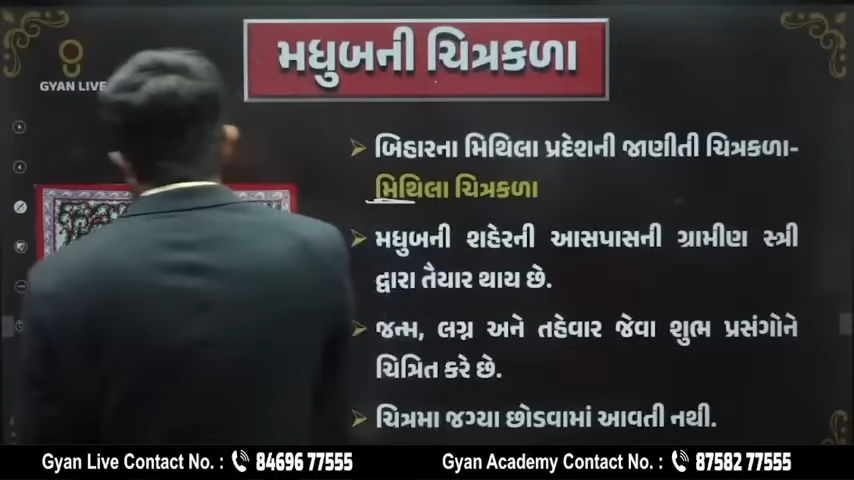 મધુબની ચિત્રકળા
GYAN LIVE
બિહારના મિથિલા પ્રદેશની જાણીતી ચિત્રકળા-
મિથિલા ચિત્રકળા
મધુબની શહેરની આસપાસની ગ્રામીણ સ્ત્રી
દ્વારા તૈયાર થાય છે.
જન્મ, લગ્ન અને તહેવાર જેવા શુભ પ્રસંગોને
ચિત્રિત કરે છે.
ચિત્રમા જગ્યા છોડવામાં આવતી નથી.
Gyan Live Contact No. : 84696 77555
Gyan Academy Contact No. : 87582 77555